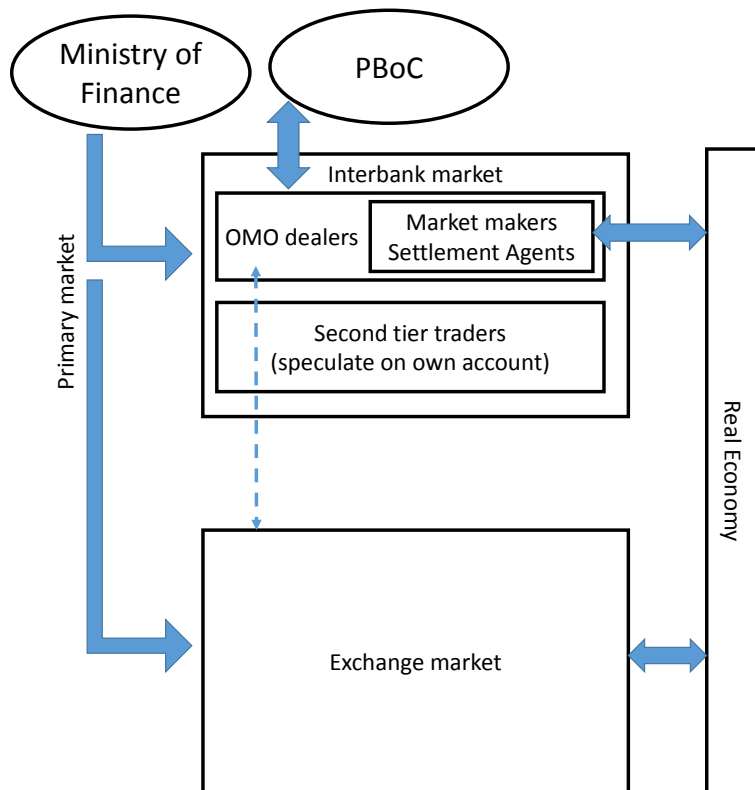 Ministry of
Finance
PBoC
Interbank market
OMO dealers
Market makers
Settlement Agents
Second tier traders
(speculate on own account)
Primary market
Real Economy
Exchange market